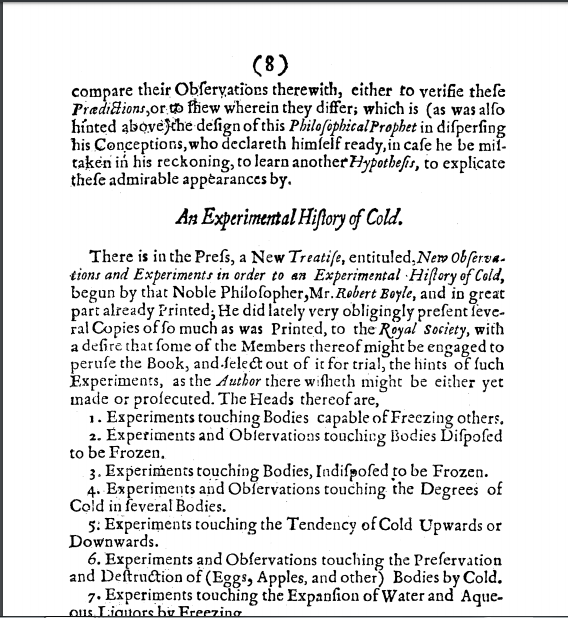 (8)
compare their Obſervations therewith, either to verifie theſe
Prædictions,or to ſhew wherein they differ; which is (as was alſo
hinted above)the deſign of this Philoſophical Prophet in diſperſing
his Conceptions, who declareth himſelf ready, in caſe he be miſ-
taken in his reckoning, to learn another Hypotheſis, to explicate
theſe admirable appearances by.
An Experimental Hiſtory of Cold.
There is in the Preſs, a New Treatiſe, entituled, New Obſerva-
tions and Experiments in order to an Experimental Hiſtory of Cold,
begun by that Noble Philoſopher, Mr. Robert Boyle, and in great
part already Printed; He did lately very obligingly preſent ſeve-
ral Copies of ſo much as was Printed, to the Royal Society, with
a deſire that ſome of the Members thereof might be engaged to
peruſe the Book, and ſelect out of it for trial, the hints of ſuch
Experiments, as the Author there wiſheth might be either yet
made or proſecuted. The Heads thereof are,
1. Experiments touching Bodies capable of Freezing others.
2. Experiments and Obſervations touching Bodies Diſpoſed
to be Frozen.
3. Experiments touching Bodies, Indiſpoſed to be Frozen.
4. Experiments and Obſervations touching the Degrees of
Cold in ſeveral Bodies.
5. Experiments touching the Tendency of Cold Upwards or
Downwards.
6. Experiments and Obſervations touching the Preſervation
and Deſtruction of (Eggs, Apples, and other) Bodies by Cold.
7. Experiments touching the Expanſion of Water and Aque-
ous Liquors by Freezing